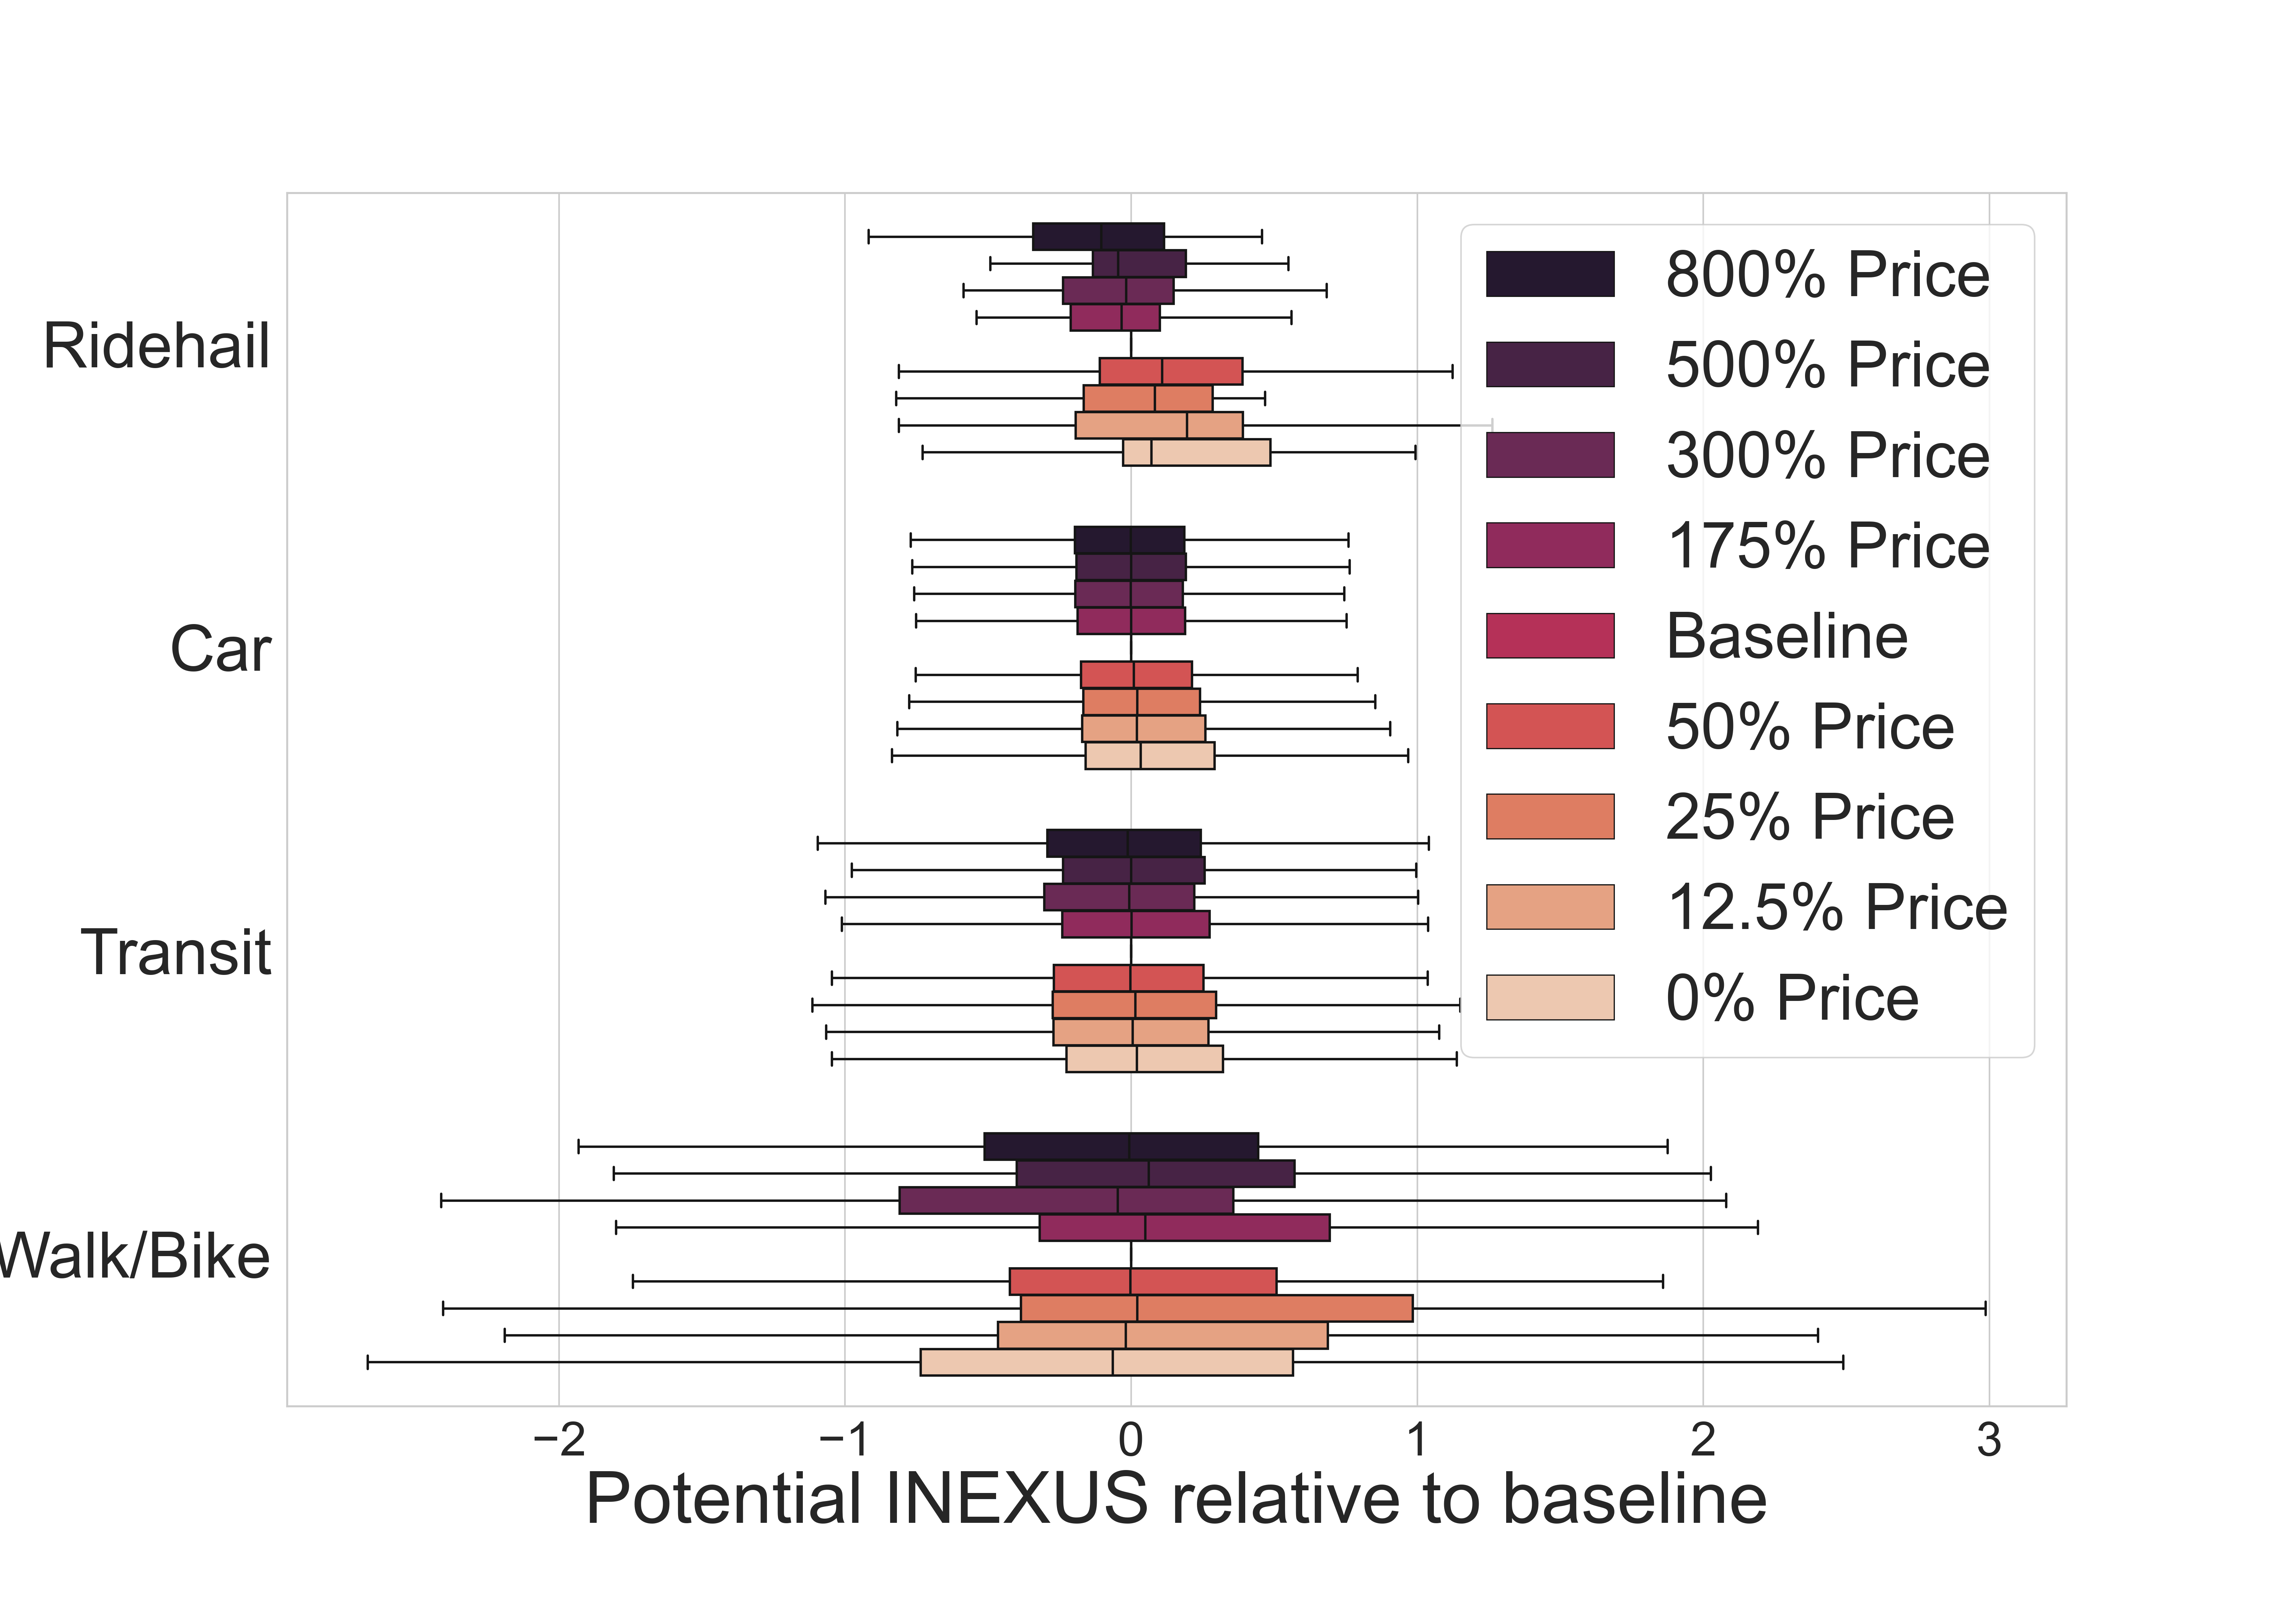 Ridehail
Car
Transit
Walk/Bike
800% Price
500% Price
300% Price
175% Price
Baseline
50% Price
25% Price
12.5% Price
0% Price
−2 −1 0 1 2 3
Potential INEXUS relative to baseline